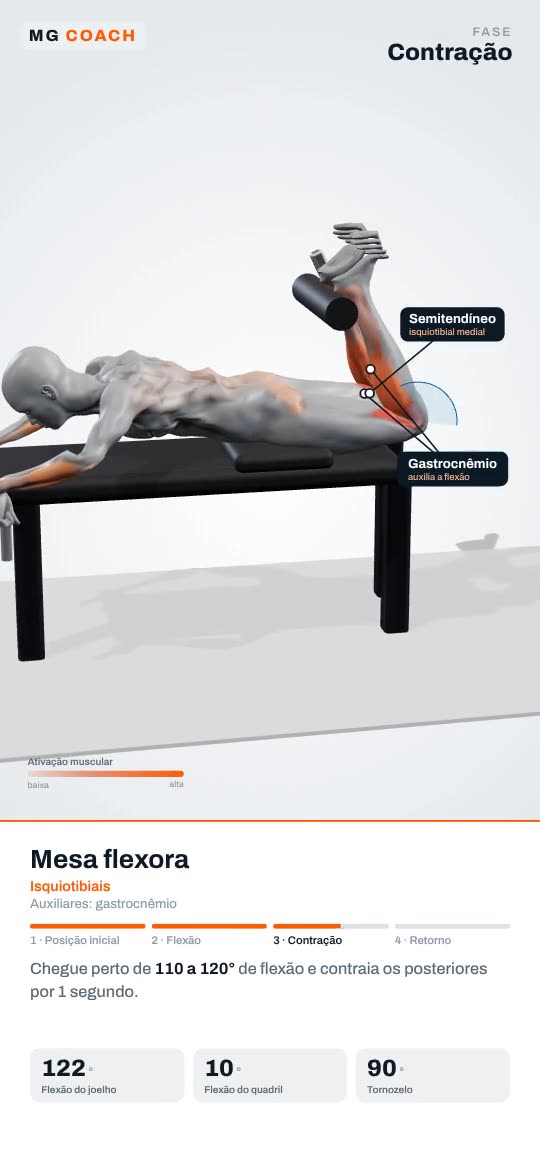 MG COACH
FASE
Contração
Semitendíneo
isquiotibial medial
Gastrocnêmio
auxilia a flexão
Ativação muscular
baixa alta
Mesa flexora
Isquiotibiais
Auxiliares: gastrocnêmio
1 · Posição inicial 2 · Flexão 3 · Contração 4 · Retorno
Chegue perto de 110 a 120° de flexão e contraia os posteriores
por 1 segundo.
122° 10° 90°
Flexão do joelho Flexão do quadril Tornozelo